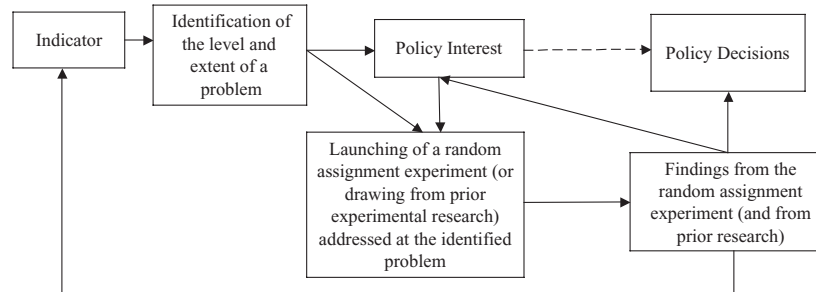 Indicator
Identification of
the level and
extent of a
problem
Policy Interest
Policy Decisions
Launching of a random
assignment experiment (or
drawing from prior
experimental research)
addressed at the identified
problem
Findings from the
random assignment
experiment (and from
prior research)